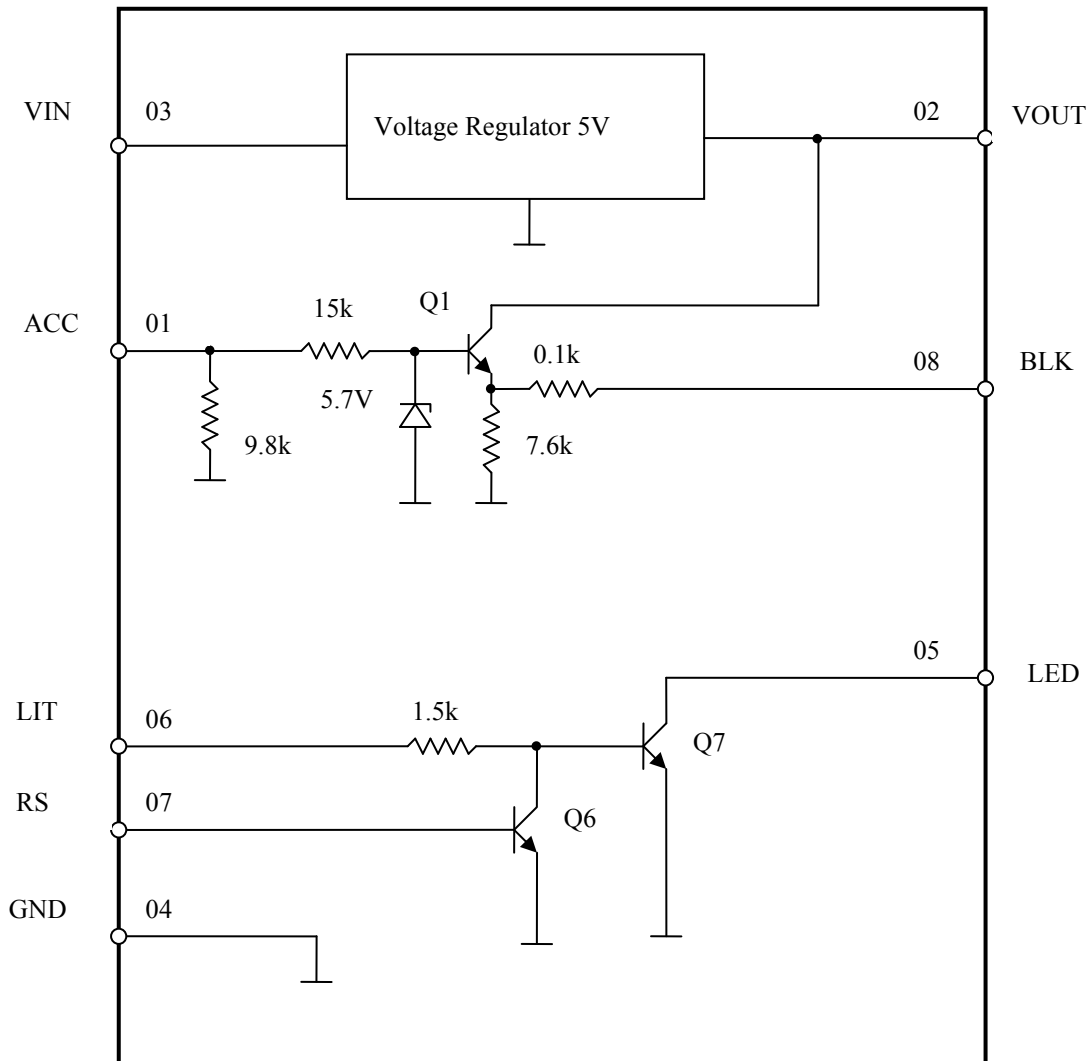 VIN
03
Voltage Regulator 5V
02
VOUT
ACC
01
15k
Q1
0.1k
08
BLK
5.7V
9.8k
7.6k
05
LED
LIT
06
1.5k
Q7
RS
07
Q6
GND
04